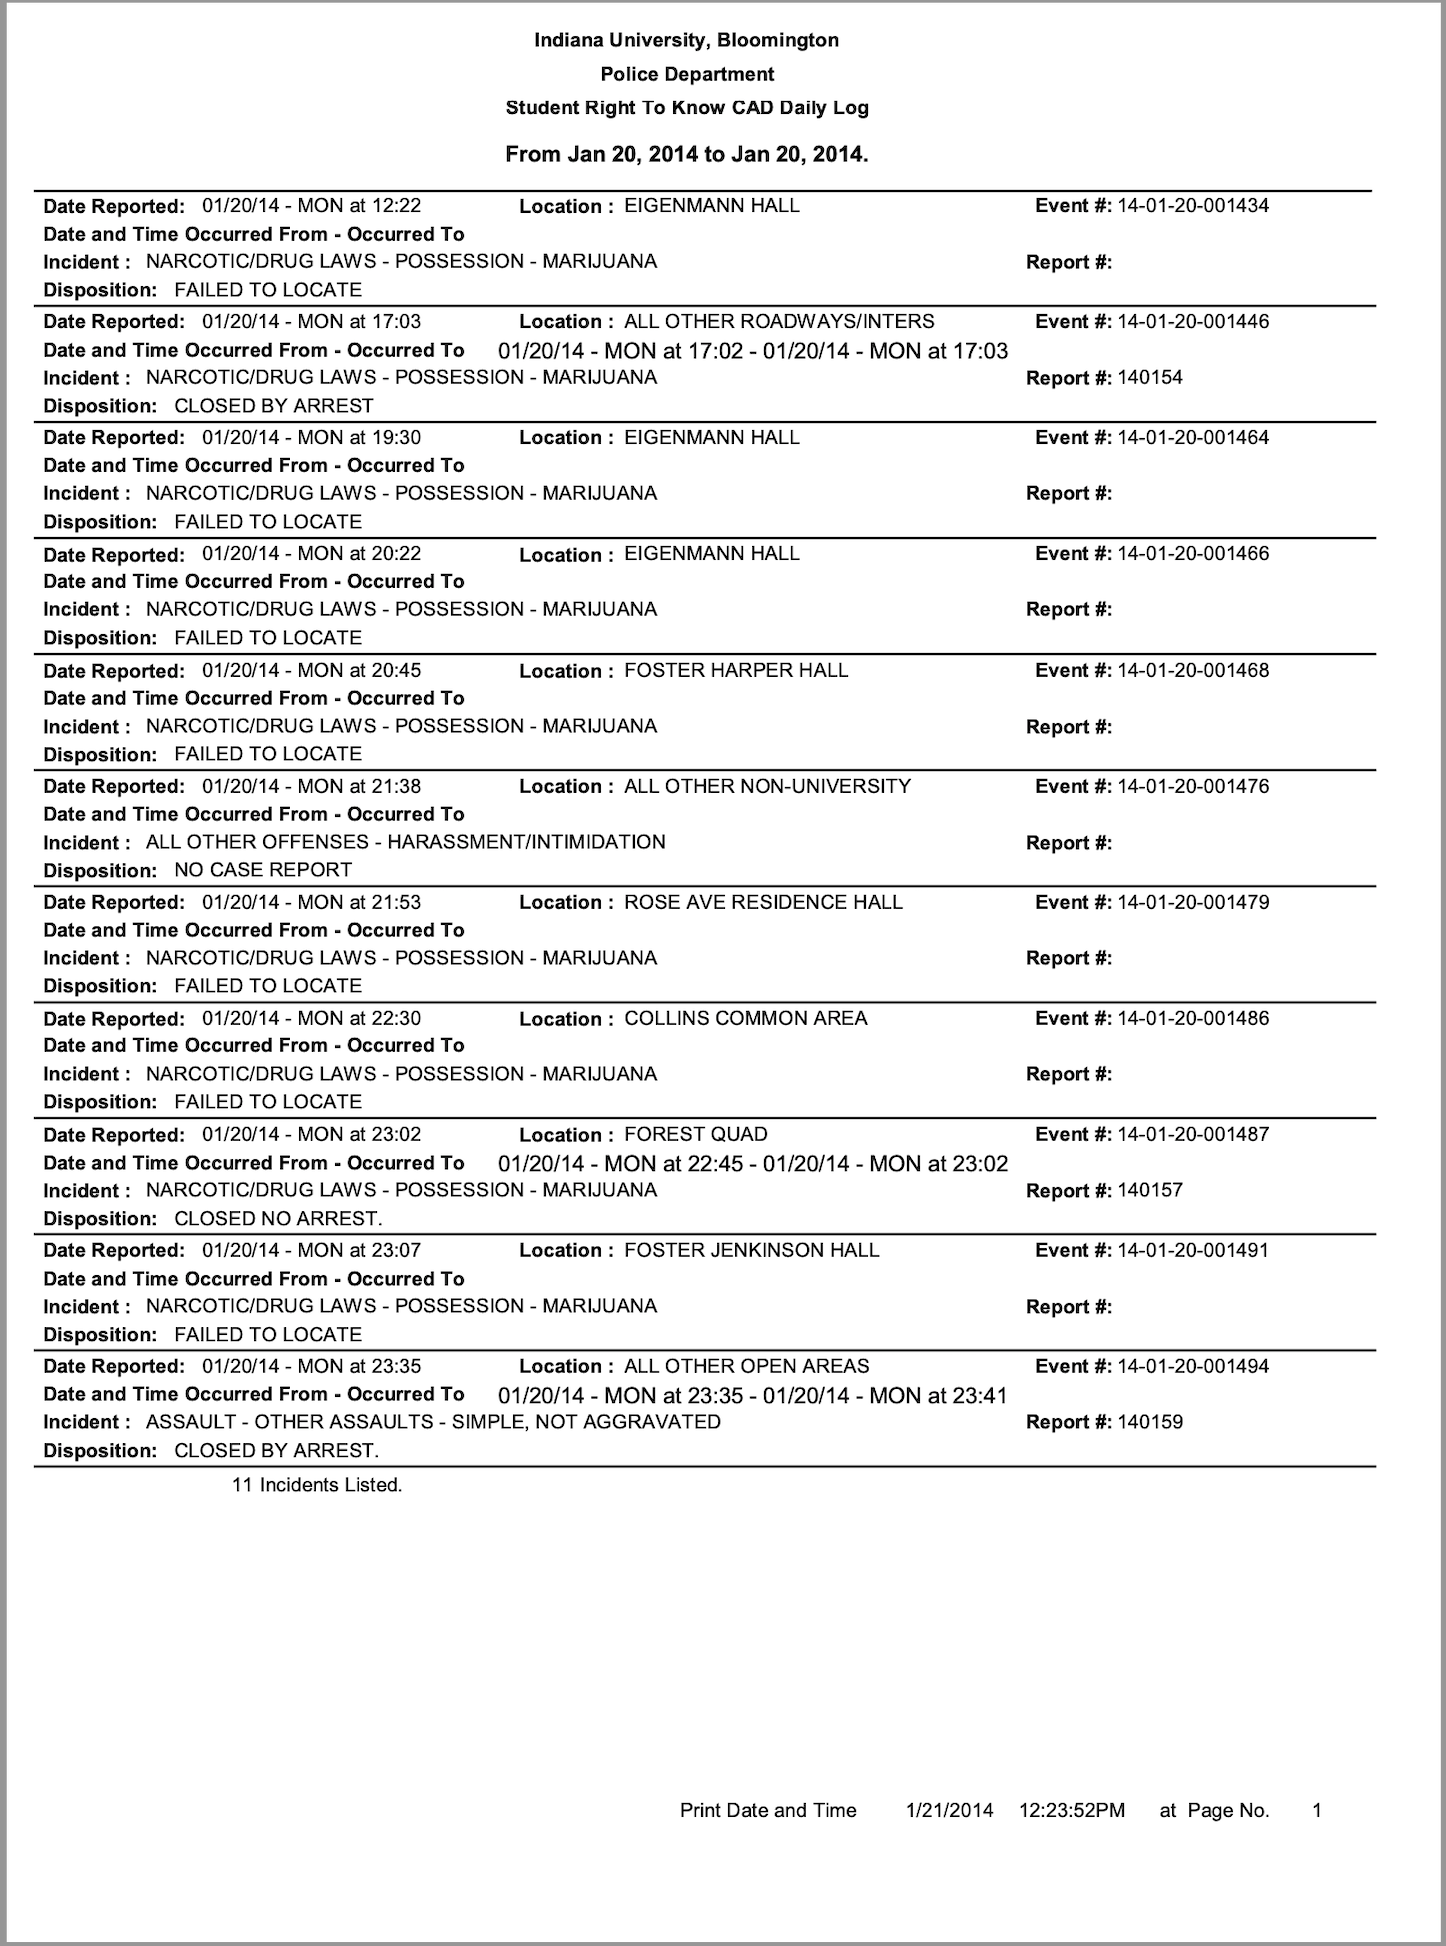 Indiana University, Bloomington
Police Department
Student Right To Know CAD Daily Log
From Jan 20, 2014 to Jan 20, 2014.
Date Reported: 01/20/14 - MON at 12:22 Location : EIGENMANN HALL Event #: 14-01-20-001434
Date and Time Occurred From - Occurred To
Incident : NARCOTIC/DRUG LAWS - POSSESSION - MARIJUANA Report #:
Disposition: FAILED TO LOCATE
Date Reported: 01/20/14 - MON at 17:03 Location : ALL OTHER ROADWAYS/INTERS Event #: 14-01-20-001446
Date and Time Occurred From - Occurred To 01/20/14 - MON at 17:02 - 01/20/14 - MON at 17:03
Incident : NARCOTIC/DRUG LAWS - POSSESSION - MARIJUANA Report #: 140154
Disposition: CLOSED BY ARREST
Date Reported: 01/20/14 - MON at 19:30 Location : EIGENMANN HALL Event #: 14-01-20-001464
Date and Time Occurred From - Occurred To
Incident : NARCOTIC/DRUG LAWS - POSSESSION - MARIJUANA Report #:
Disposition: FAILED TO LOCATE
Date Reported: 01/20/14 - MON at 20:22 Location : EIGENMANN HALL Event #: 14-01-20-001466
Date and Time Occurred From - Occurred To
Incident : NARCOTIC/DRUG LAWS - POSSESSION - MARIJUANA Report #:
Disposition: FAILED TO LOCATE
Date Reported: 01/20/14 - MON at 20:45 Location : FOSTER HARPER HALL Event #: 14-01-20-001468
Date and Time Occurred From - Occurred To
Incident : NARCOTIC/DRUG LAWS - POSSESSION - MARIJUANA Report #:
Disposition: FAILED TO LOCATE
Date Reported: 01/20/14 - MON at 21:38 Location : ALL OTHER NON-UNIVERSITY Event #: 14-01-20-001476
Date and Time Occurred From - Occurred To
Incident : ALL OTHER OFFENSES - HARASSMENT/INTIMIDATION Report #:
Disposition: NO CASE REPORT
Date Reported: 01/20/14 - MON at 21:53 Location : ROSE AVE RESIDENCE HALL Event #: 14-01-20-001479
Date and Time Occurred From - Occurred To
Incident : NARCOTIC/DRUG LAWS - POSSESSION - MARIJUANA Report #:
Disposition: FAILED TO LOCATE
Date Reported: 01/20/14 - MON at 22:30 Location : COLLINS COMMON AREA Event #: 14-01-20-001486
Date and Time Occurred From - Occurred To
Incident : NARCOTIC/DRUG LAWS - POSSESSION - MARIJUANA Report #:
Disposition: FAILED TO LOCATE
Date Reported: 01/20/14 - MON at 23:02 Location : FOREST QUAD Event #: 14-01-20-001487
Date and Time Occurred From - Occurred To 01/20/14 - MON at 22:45 - 01/20/14 - MON at 23:02
Incident : NARCOTIC/DRUG LAWS - POSSESSION - MARIJUANA Report #: 140157
Disposition: CLOSED NO ARREST.
Date Reported: 01/20/14 - MON at 23:07 Location : FOSTER JENKINSON HALL Event #: 14-01-20-001491
Date and Time Occurred From - Occurred To
Incident : NARCOTIC/DRUG LAWS - POSSESSION - MARIJUANA Report #:
Disposition: FAILED TO LOCATE
Date Reported: 01/20/14 - MON at 23:35 Location : ALL OTHER OPEN AREAS Event #: 14-01-20-001494
Date and Time Occurred From - Occurred To 01/20/14 - MON at 23:35 - 01/20/14 - MON at 23:41
Incident : ASSAULT - OTHER ASSAULTS - SIMPLE, NOT AGGRAVATED Report #: 140159
Disposition: CLOSED BY ARREST.
11 Incidents Listed.
Print Date and Time 1/21/2014 12:23:52PM at Page No. 1